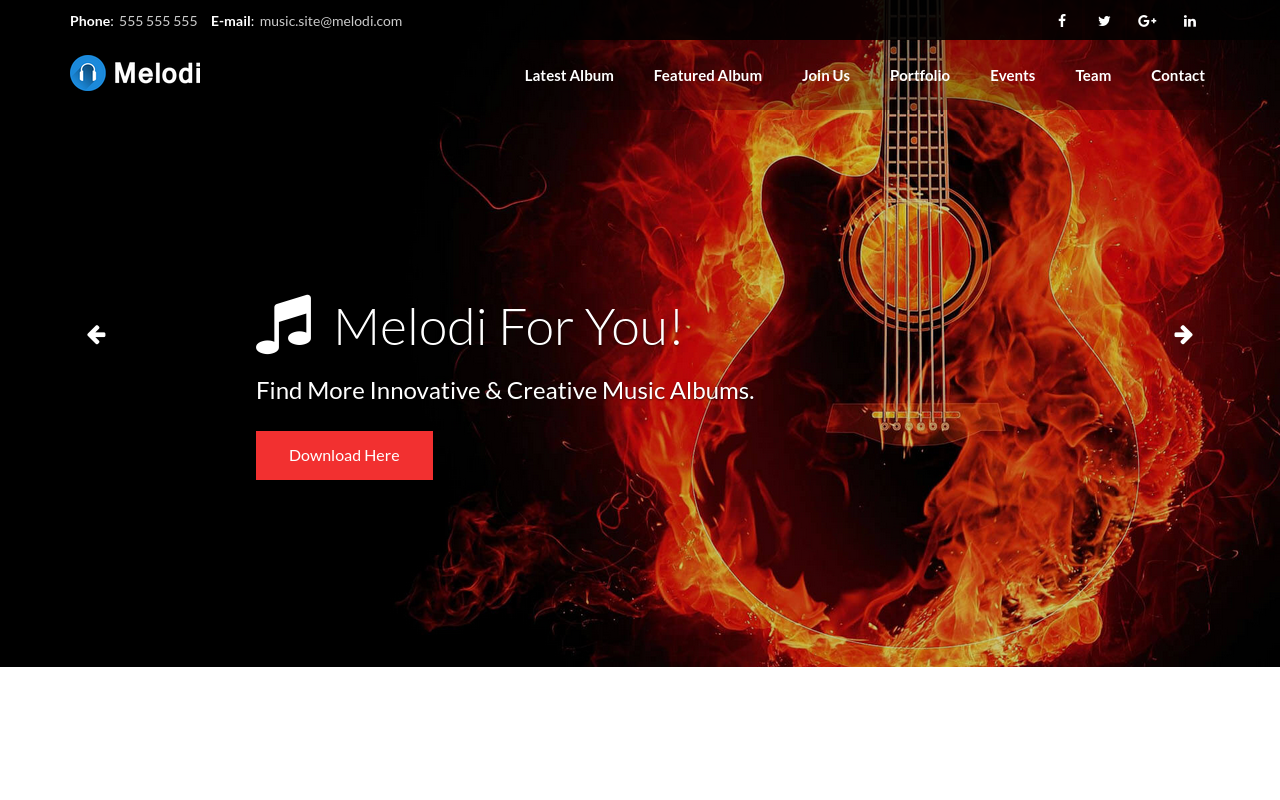 Phone: 555 555 555 E-mail: music.site@melodi.com
Melodi
Latest Album Featured Album Join Us Portfolio Events Team Contact
Melodi For You!
Find More Innovative & Creative Music Albums.
Download Here